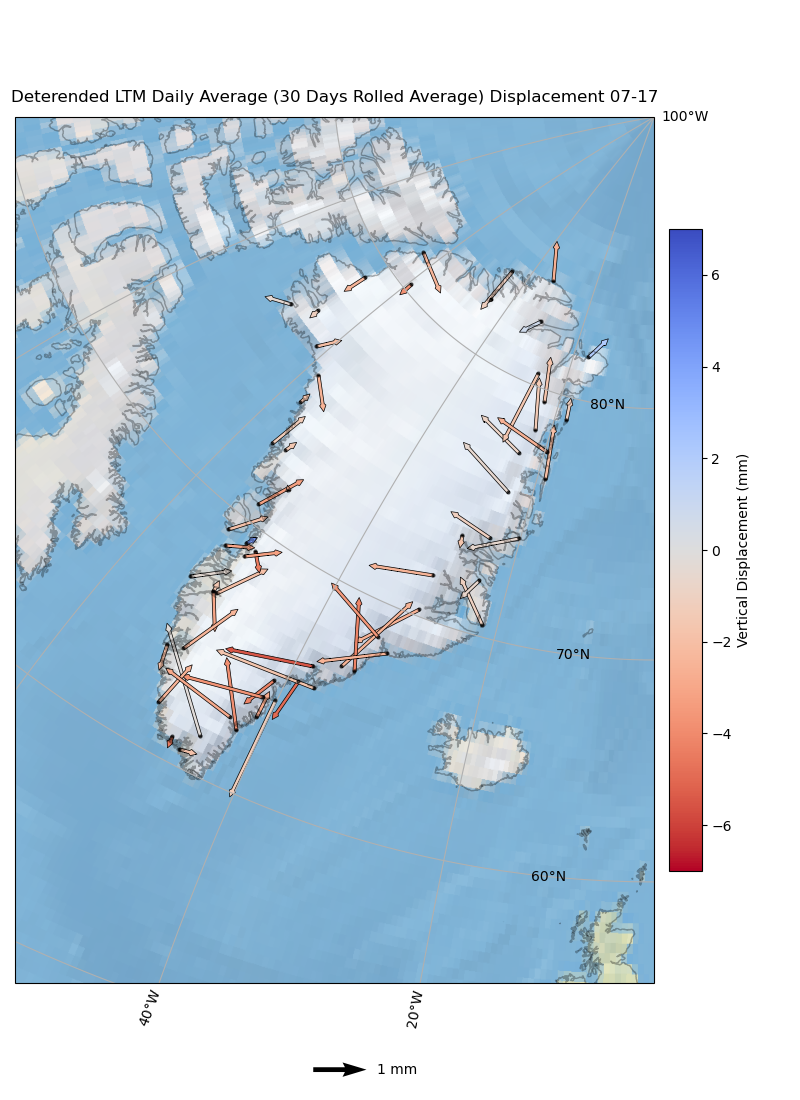 Deterended LTM Daily Average (30 Days Rolled Average) Displacement 07-17
100°W
80°N
70°N
60°N
40°W
20°W
6
4
2
0
−2
−4
−6
Vertical Displacement (mm)
1 mm